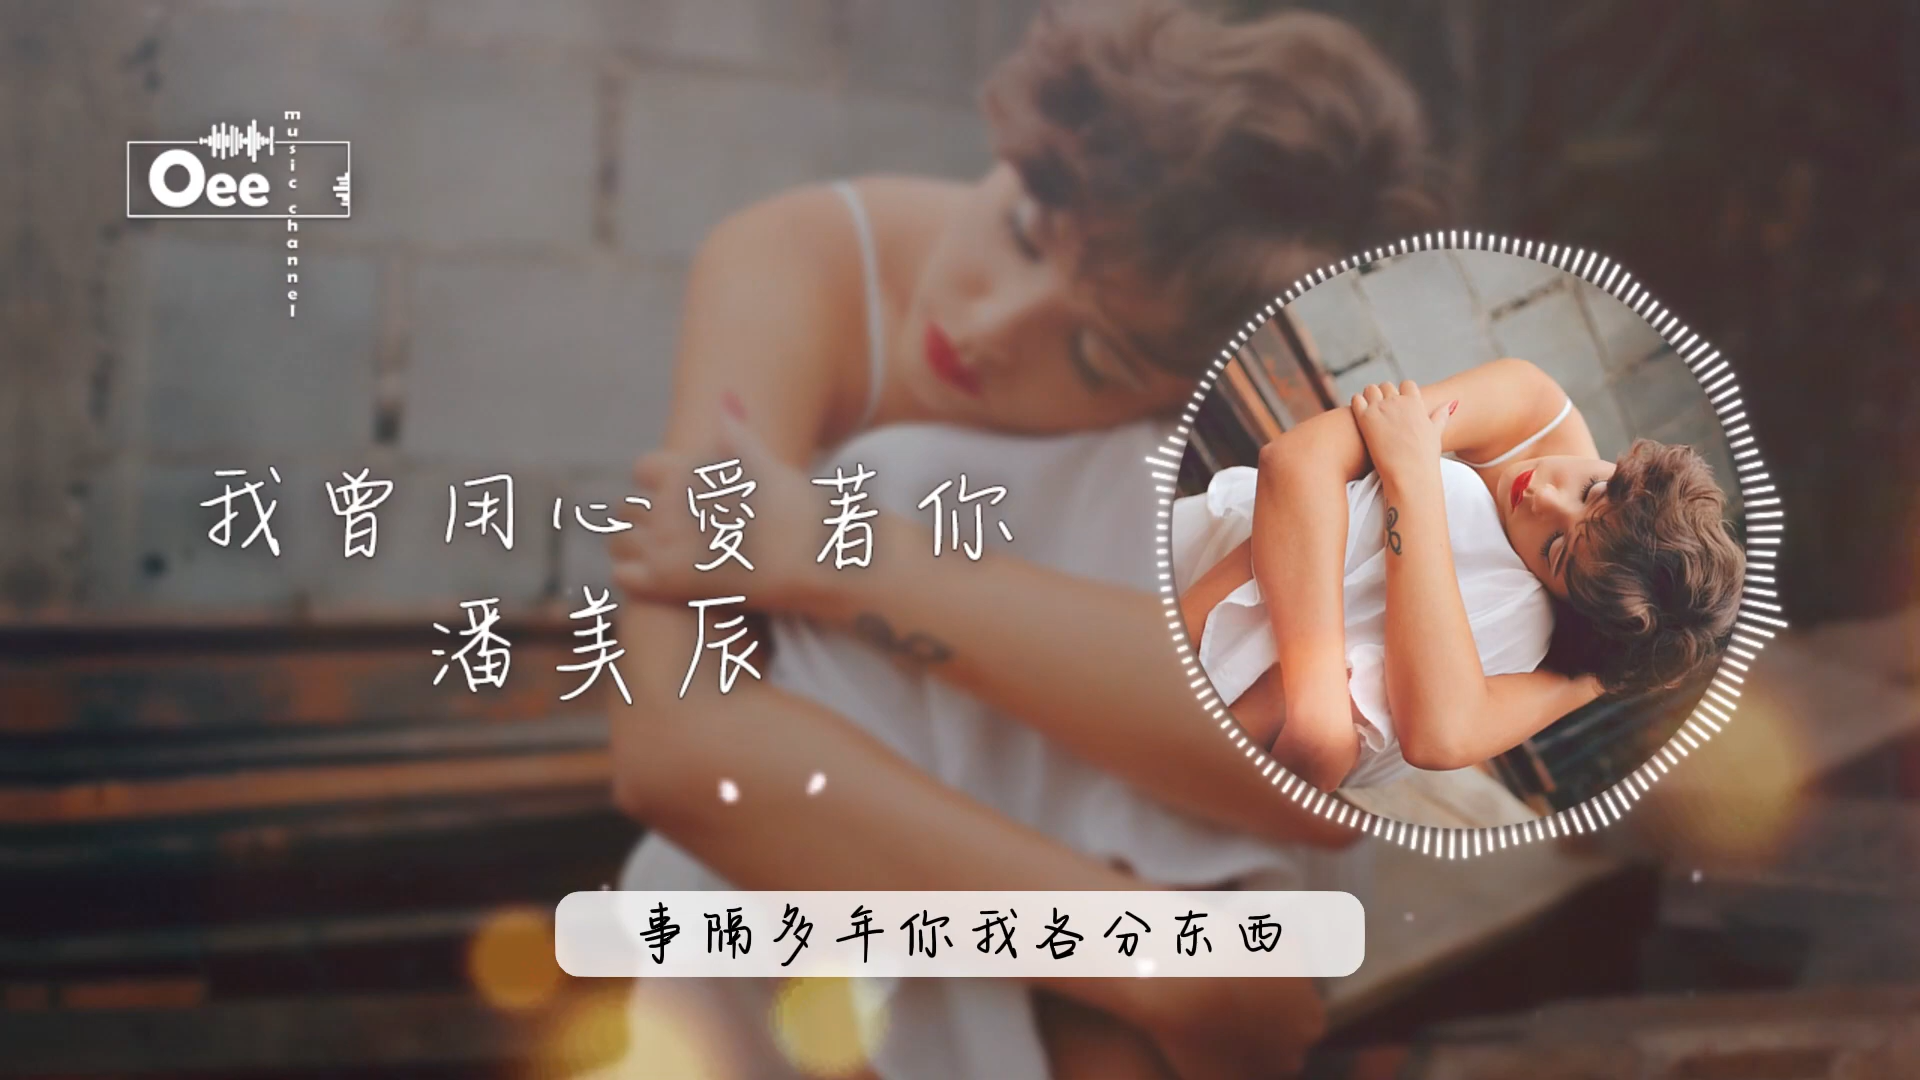 Oee
music channel
我曾用心愛著你
潘美辰
事隔多年你我各分东西